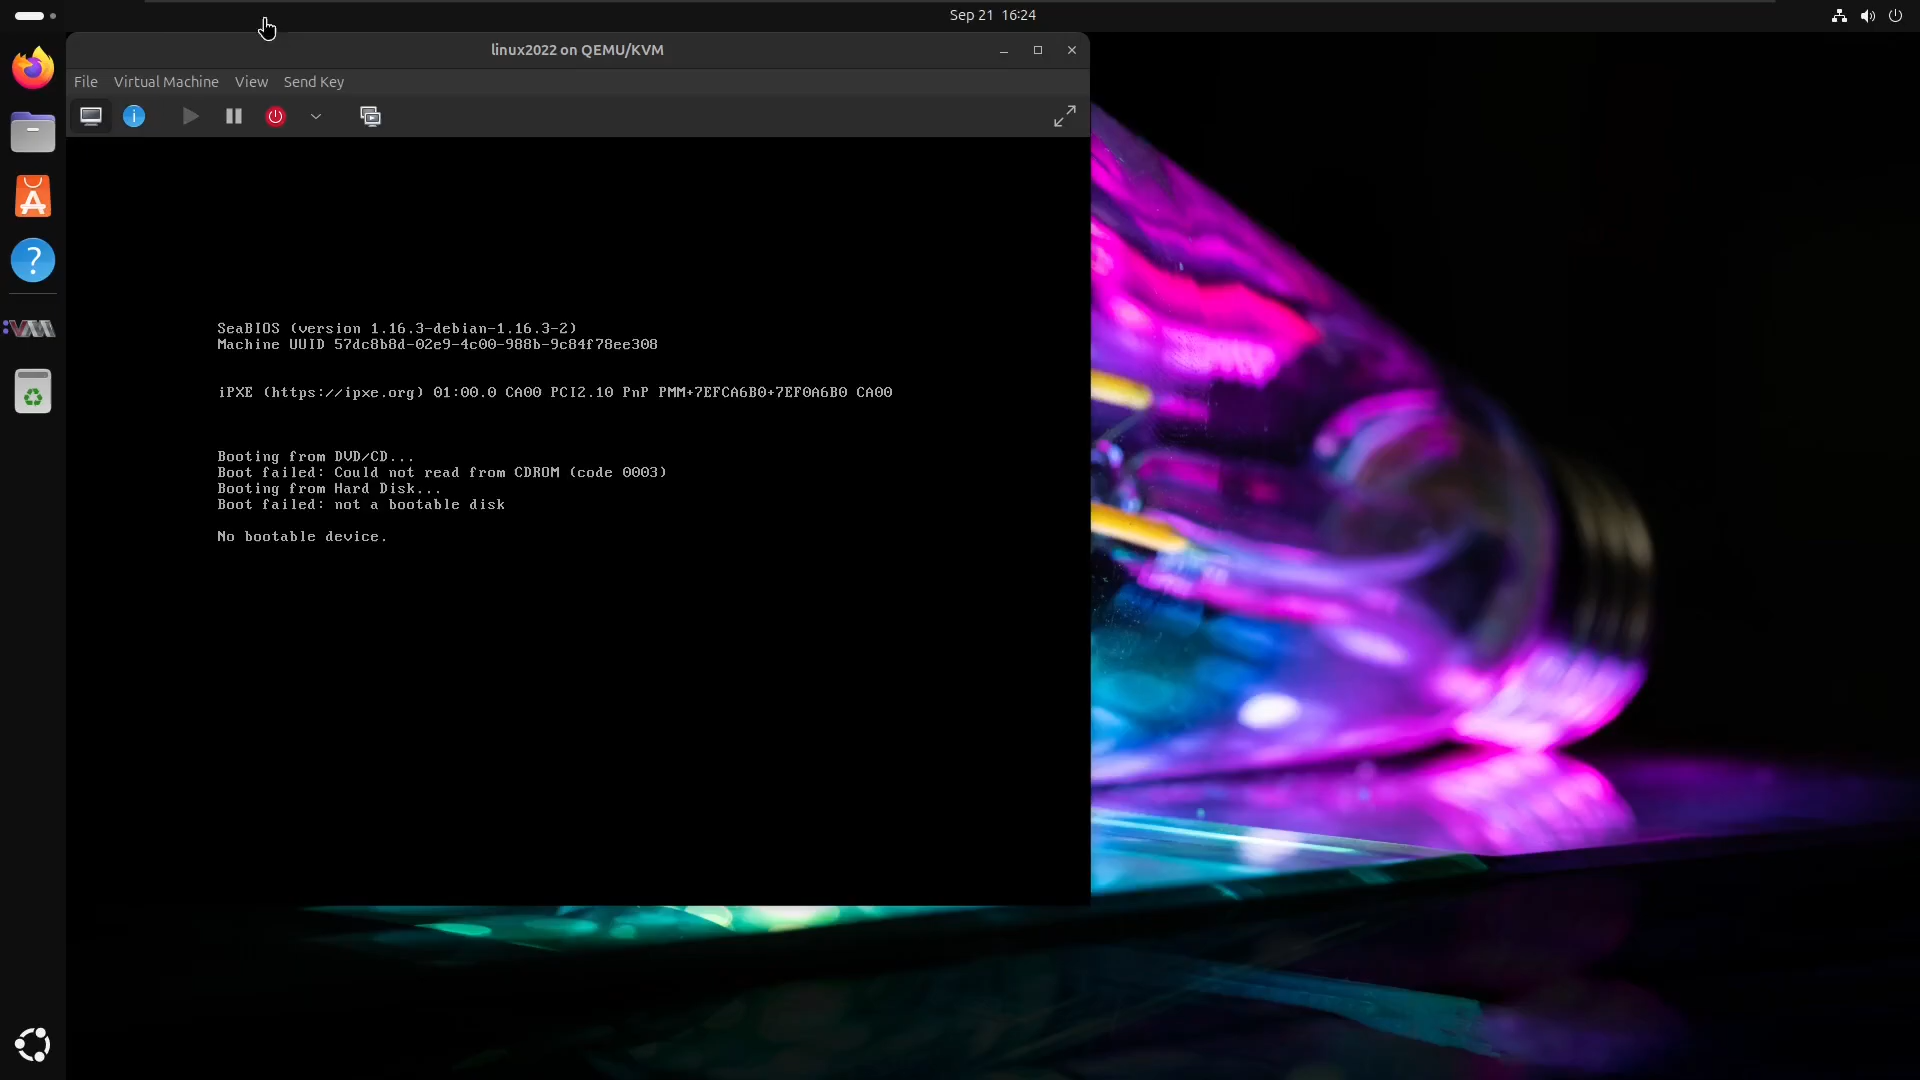 Sep 21 16:24
linux2022 on QEMU/KVM
File Virtual Machine View Send Key
SeaBIOS (version 1.16.3-debian-1.16.3-2)
Machine UUID 57dc8b8d-02e9-4c00-988b-9c84f78ee308
iPXE (https://ipxe.org) 01:00.0 CA00 PCI2.10 PnP PMM+7EFCA6B0+7EF0A6B0 CA00
Booting from DVD/CD...
Boot failed: Could not read from CDROM (code 0003)
Booting from Hard Disk...
Boot failed: not a bootable disk
No bootable device.